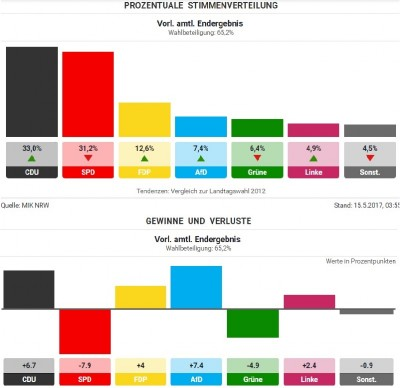 PROZENTUALE STIMMENVERTEILUNG
Vorl. amtl. Endergebnis
Wahlbeteiligung: 65,2%
33,0% 31,2% 12,6% 7,4% 6,4% 4,9% 4,5%
CDU SPD FDP AfD Grüne Linke Sonst.
Tendenzen: Vergleich zur Landtagswahl 2012
Quelle: MIK NRW Stand: 15.5.2017, 03:55
GEWINNE UND VERLUSTE
Vorl. amtl. Endergebnis
Wahlbeteiligung: 65,2%
Werte in Prozentpunkten
+6.7 -7.9 +4 +7.4 -4.9 +2.4 -0.9
CDU SPD FDP AfD Grüne Linke Sonst.